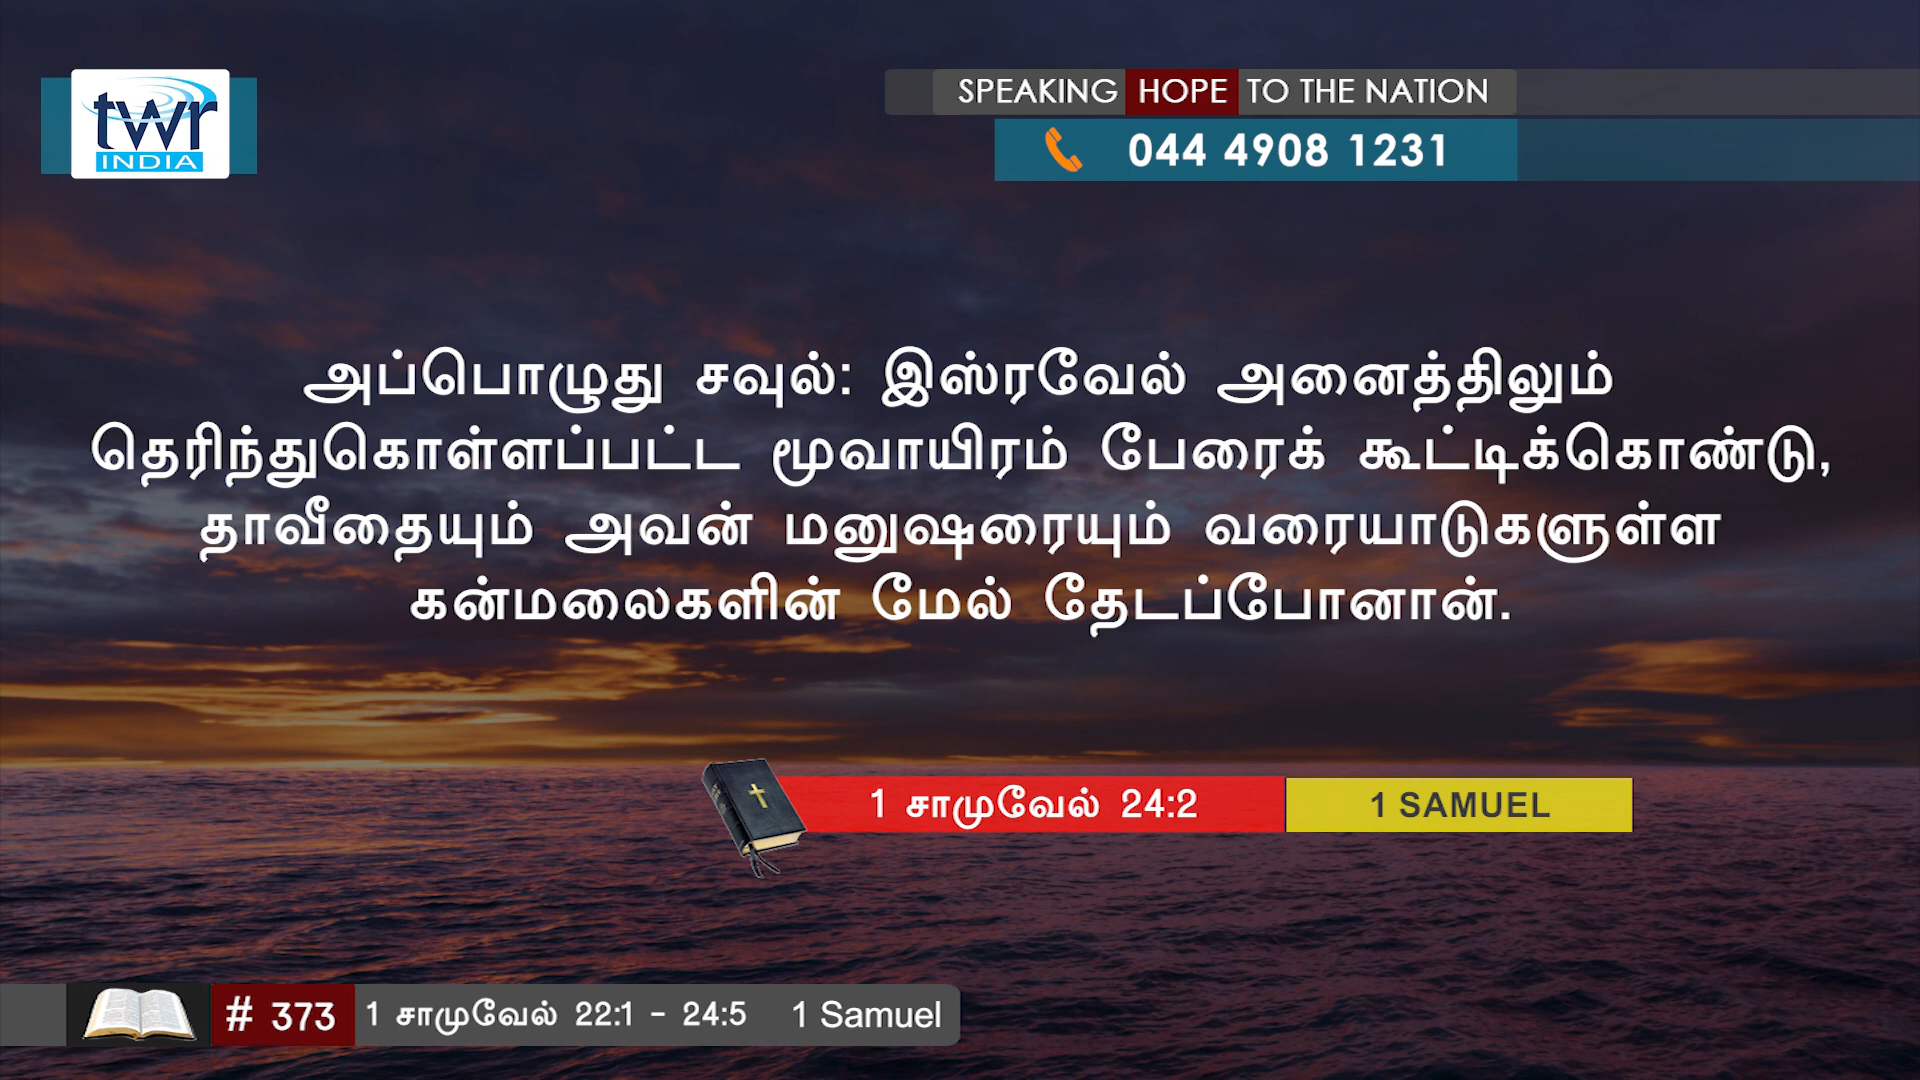 twr
INDIA
SPEAKING HOPE TO THE NATION
044 4908 1231
அப்பொழுது சவுல்: இஸ்ரவேல் அனைத்திலும்
தெரிந்துகொள்ளப்பட்ட மூவாயிரம் பேரைக் கூட்டிக்கொண்டு,
தாவீதையும் அவன் மனுஷரையும் வரையாடுகளுள்ள
கன்மலைகளின் மேல் தேடப்போனான்.
1 சாமுவேல் 24:2 1 SAMUEL
# 373 1 சாமுவேல் 22:1 - 24:5 1 Samuel